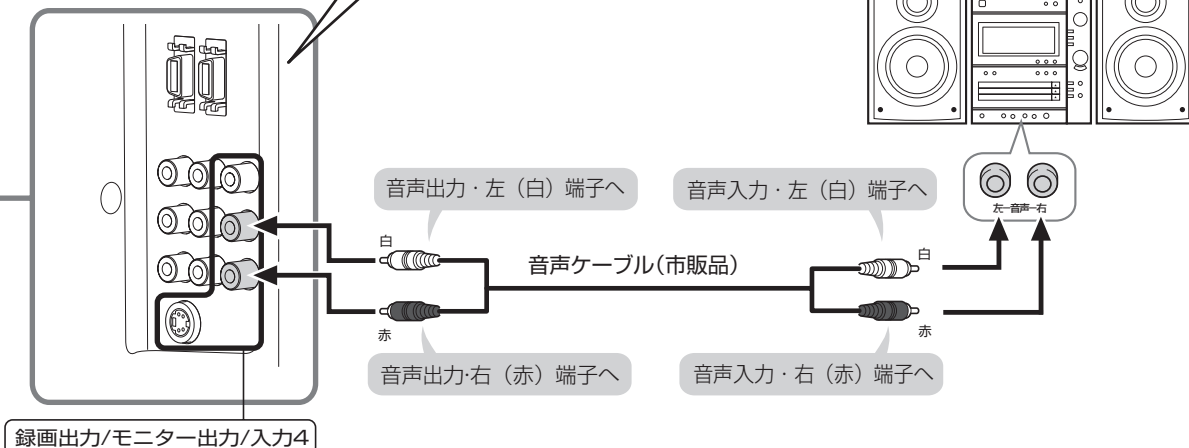 音声出力・左（白）端子へ
音声入力・左（白）端子へ
左─音声─右
白
音声ケーブル(市販品)
白
赤
赤
音声出力・右（赤）端子へ
音声入力・右（赤）端子へ
録画出力/モニター出力/入力4